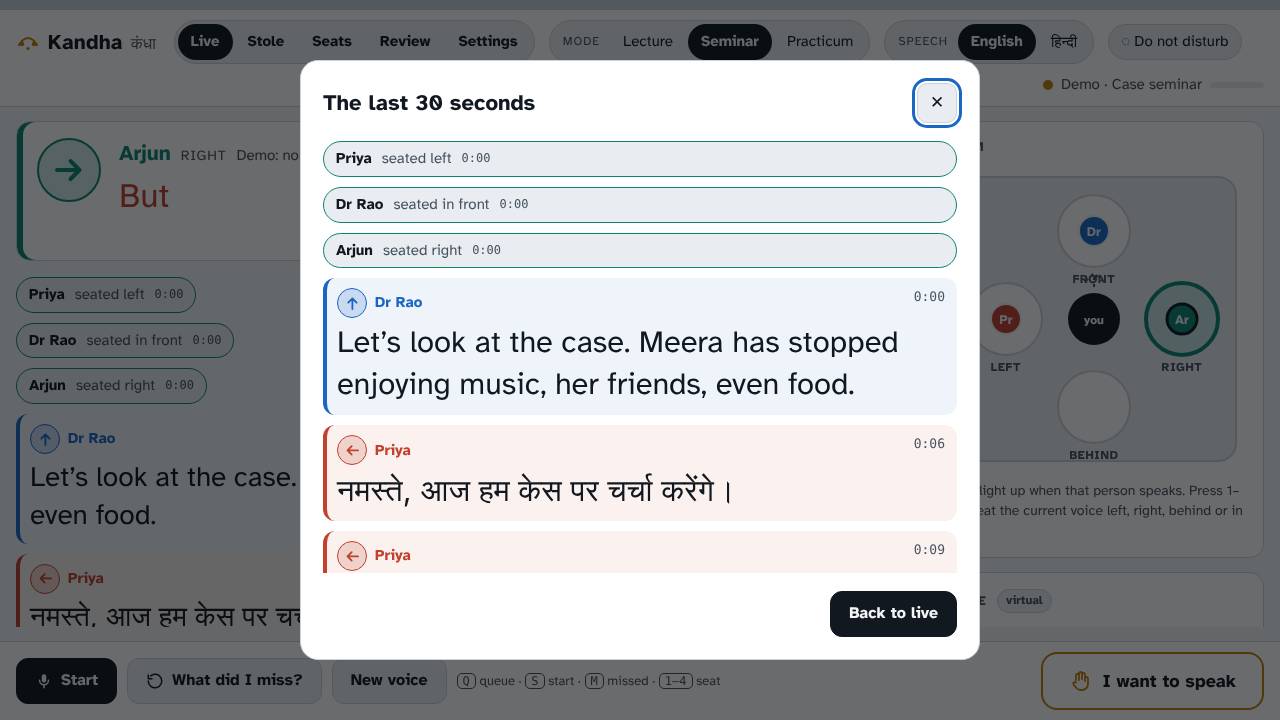 Kandha कंधा
Live Stole Seats Review Settings
MODE Lecture Seminar Practicum
SPEECH English हिन्दी
Do not disturb
Demo · Case seminar
Arjun RIGHT Demo: no
But
Priya seated left 0:00
Dr Rao seated in front 0:00
Arjun seated right 0:00
Dr Rao
Let’s look at the case.
even food.
Priya
नमस्ते, आज हम केस पर
The last 30 seconds
×
Priya seated left 0:00
Dr Rao seated in front 0:00
Arjun seated right 0:00
Dr Rao 0:00
Let’s look at the case. Meera has stopped
enjoying music, her friends, even food.
Priya 0:06
नमस्ते, आज हम केस पर चर्चा करेंगे।
Priya 0:09
Back to live
Dr
FRONT
Pr
you
Ar
LEFT
RIGHT
BEHIND
light up when that person speaks. Press 1–
eat the current voice left, right, behind or in
virtual
Start What did I miss? New voice
Q queue · S start · M missed · 1–4 seat
I want to speak